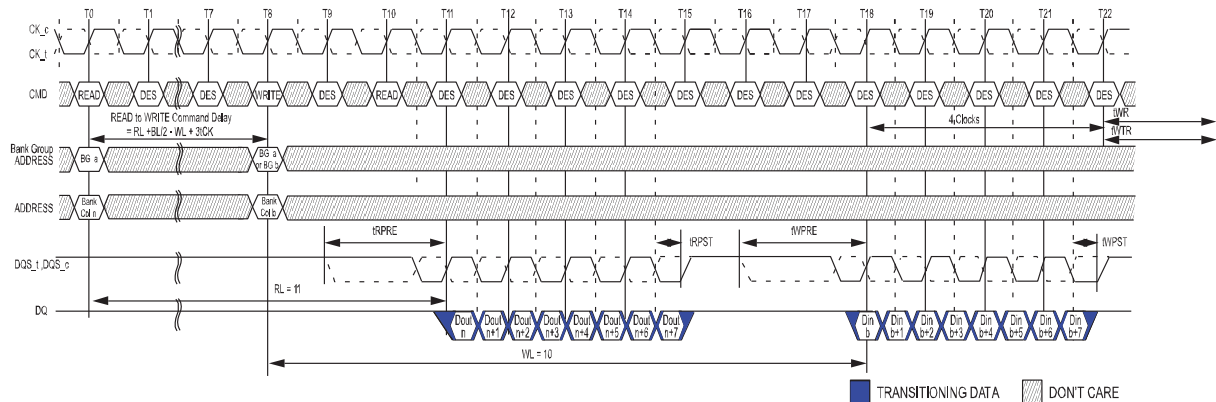 T0 T1 T7 T8 T9 T10 T11 T12 T13 T14 T15 T16 T17 T18 T19 T20 T21 T22
CK_c
CK_t
CMD READ DES DES WRITE DES READ DES DES DES DES DES DES DES DES DES DES DES DES
READ to WRITE Command Delay
= RL +BL/2 - WL + 3tCK
4 Clocks
tWR
tWTR
Bank Group
ADDRESS
BG a
BG a
or BG b
ADDRESS
Bank
Col n
Bank
Col b
tRPRE tRPST tWPRE tWPST
DQS_t ,DQS_c
RL = 11
DQ
Dout
n
Dout
n+1
Dout
n+2
Dout
n+3
Dout
n+4
Dout
n+5
Dout
n+6
Dout
n+7
Din
b
Din
b+1
Din
b+2
Din
b+3
Din
b+4
Din
b+5
Din
b+6
Din
b+7
WL = 10
TRANSITIONING DATA
DON'T CARE